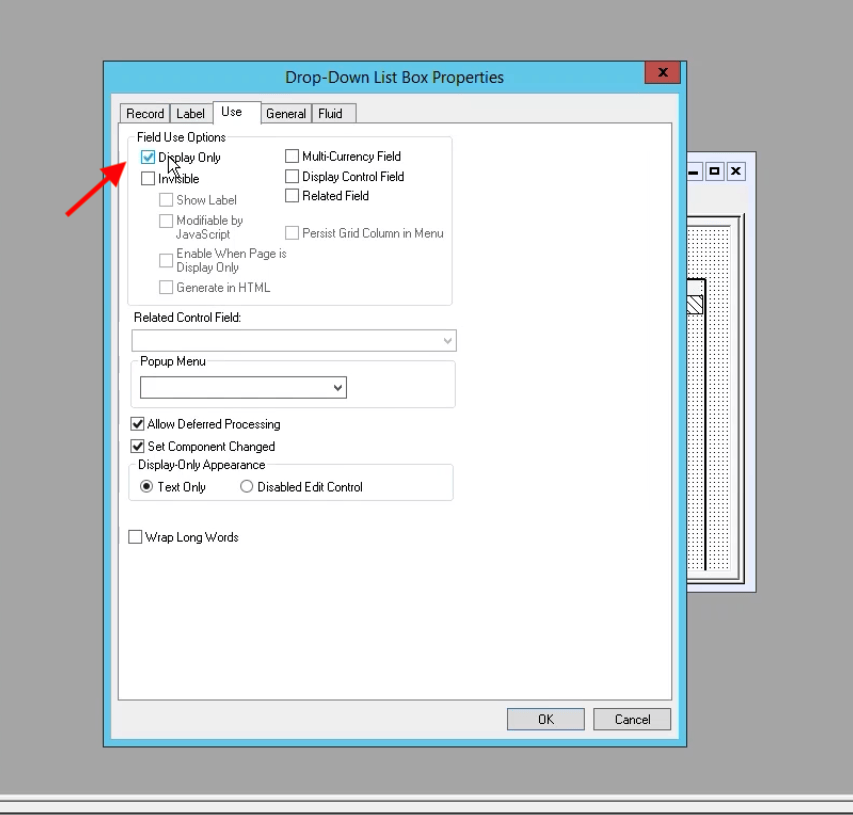 Drop-Down List Box Properties
x
Record Label Use General Fluid
Field Use Options
Display Only
Multi-Currency Field
Invisible
Display Control Field
Show Label
Related Field
Modifiable by
JavaScript
Persist Grid Column in Menu
Enable When Page is
Display Only
Generate in HTML
Related Control Field:
Popup Menu
Allow Deferred Processing
Set Component Changed
Display-Only Appearance
Text Only
Disabled Edit Control
Wrap Long Words
OK Cancel